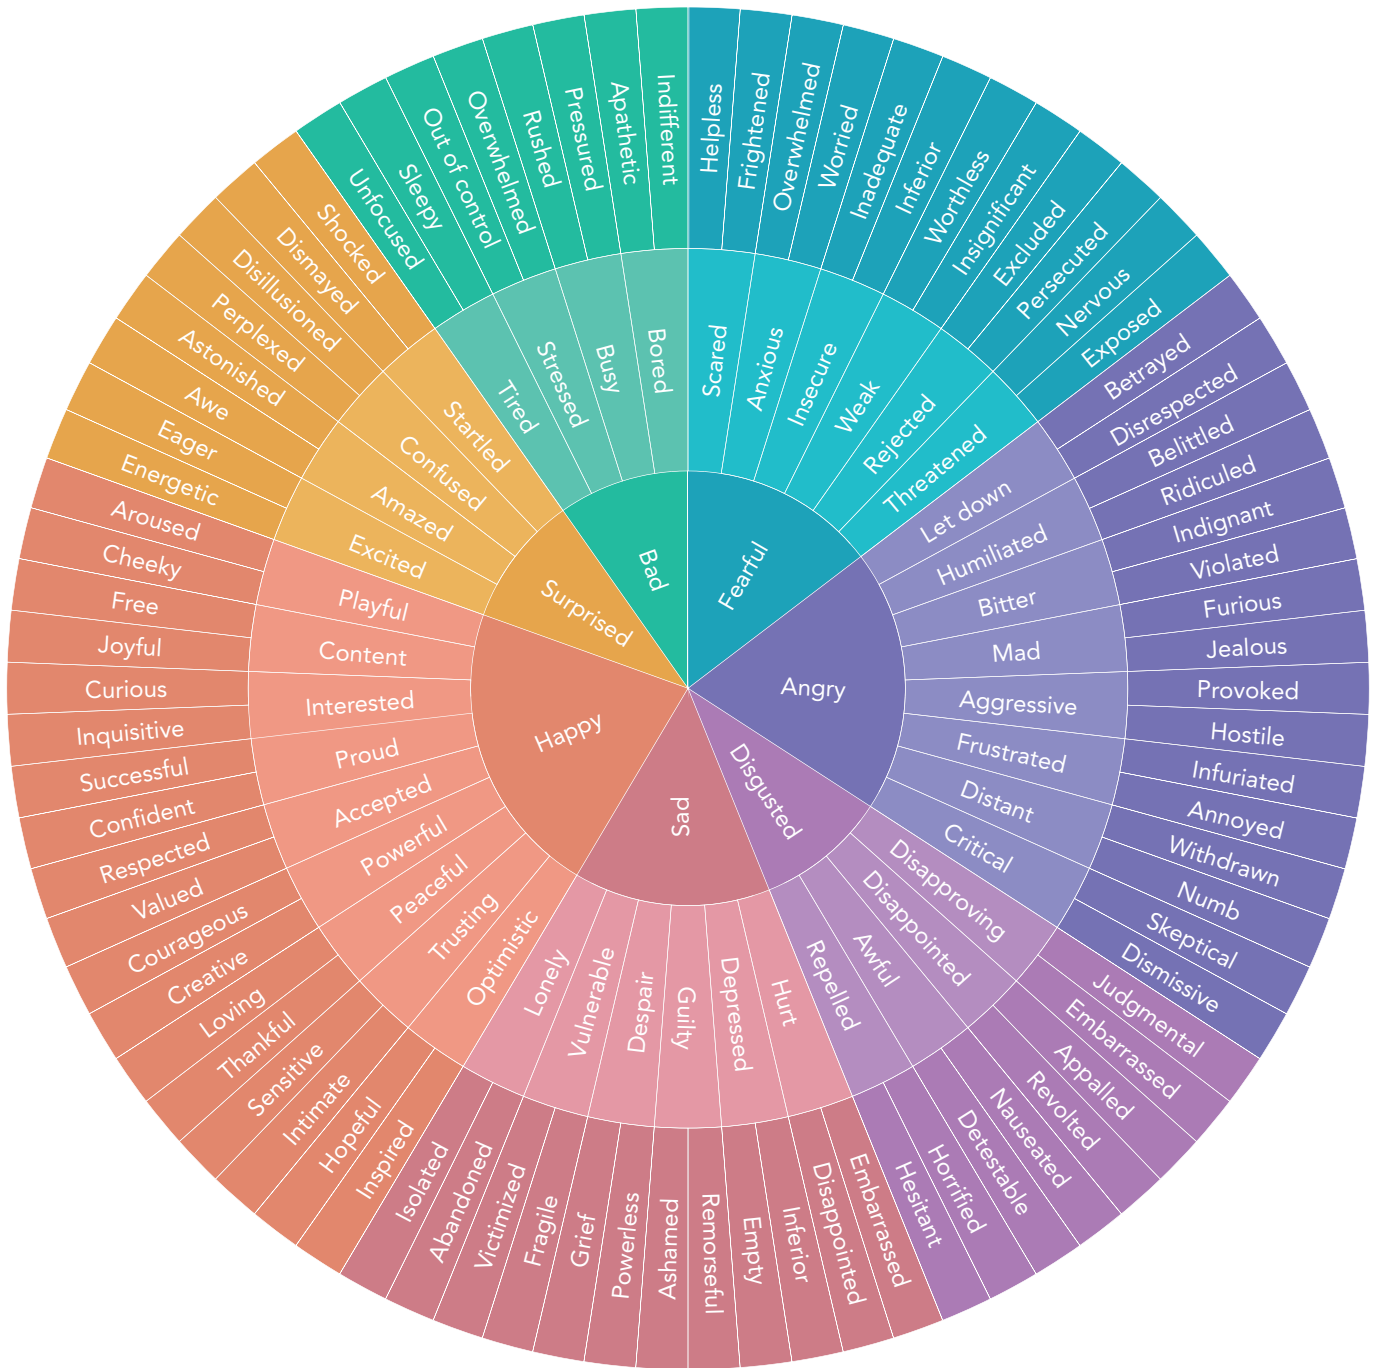 Fearful
Angry
Disgusted
Sad
Happy
Surprised
Bad
Scared
Anxious
Insecure
Weak
Rejected
Threatened
Let down
Humiliated
Bitter
Mad
Aggressive
Frustrated
Distant
Critical
Disapproving
Disappointed
Awful
Repelled
Hurt
Depressed
Guilty
Despair
Vulnerable
Lonely
Optimistic
Trusting
Peaceful
Powerful
Accepted
Proud
Interested
Content
Playful
Excited
Amazed
Confused
Startled
Tired
Stressed
Busy
Bored
Helpless
Frightened
Overwhelmed
Worried
Inadequate
Inferior
Worthless
Insignificant
Excluded
Persecuted
Nervous
Exposed
Betrayed
Disrespected
Belittled
Ridiculed
Indignant
Violated
Furious
Jealous
Provoked
Hostile
Infuriated
Annoyed
Withdrawn
Numb
Skeptical
Dismissive
Judgmental
Embarrassed
Appalled
Revolted
Nauseated
Detestable
Horrified
Hesitant
Embarrassed
Disappointed
Inferior
Empty
Remorseful
Ashamed
Powerless
Grief
Fragile
Victimized
Abandoned
Isolated
Inspired
Hopeful
Intimate
Sensitive
Thankful
Loving
Creative
Courageous
Valued
Respected
Confident
Successful
Inquisitive
Curious
Joyful
Free
Cheeky
Aroused
Energetic
Eager
Awe
Astonished
Perplexed
Disillusioned
Dismayed
Shocked
Unfocused
Sleepy
Out of control
Overwhelmed
Rushed
Pressured
Apathetic
Indifferent